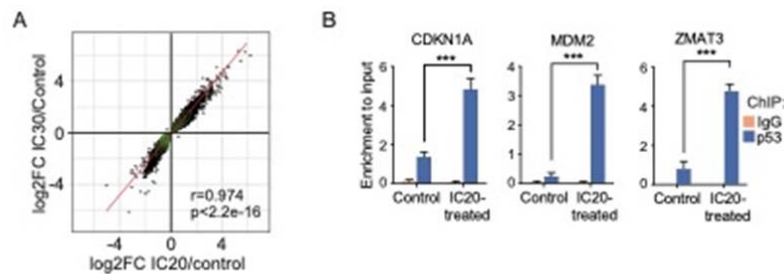 A
log2FC IC30/Control
4
0
-4
-4
0
4
r=0.974
p<2.2e-16
log2FC IC20/control
B
Enrichment to input
CDKN1A
***
6
4
2
0
Control
IC20-
treated
MDM2
***
4
3
2
1
0
Control
IC20-
treated
ZMAT3
***
6
4
2
0
Control
IC20-
treated
ChIP:
IgG
p53